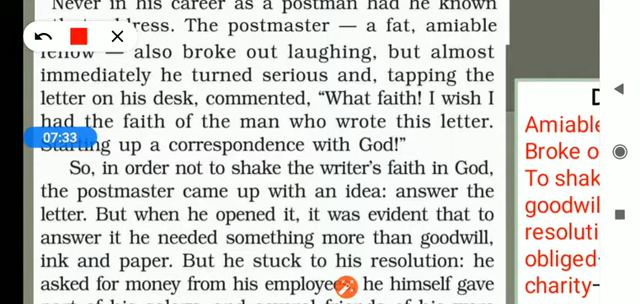 Never in his career as a postman had he known
address. The postmaster — a fat, amiable
fellow — also broke out laughing, but almost
immediately he turned serious and, tapping the
letter on his desk, commented, “What faith! I wish I
had the faith of the man who wrote this letter.
07:33
Starting up a correspondence with God!”
So, in order not to shake the writer’s faith in God,
the postmaster came up with an idea: answer the
letter. But when he opened it, it was evident that to
answer it he needed something more than goodwill,
ink and paper. But he stuck to his resolution: he
asked for money from his employees, he himself gave
Amiable
Broke o
To shak
goodwil
resoluti
obliged-
charity–